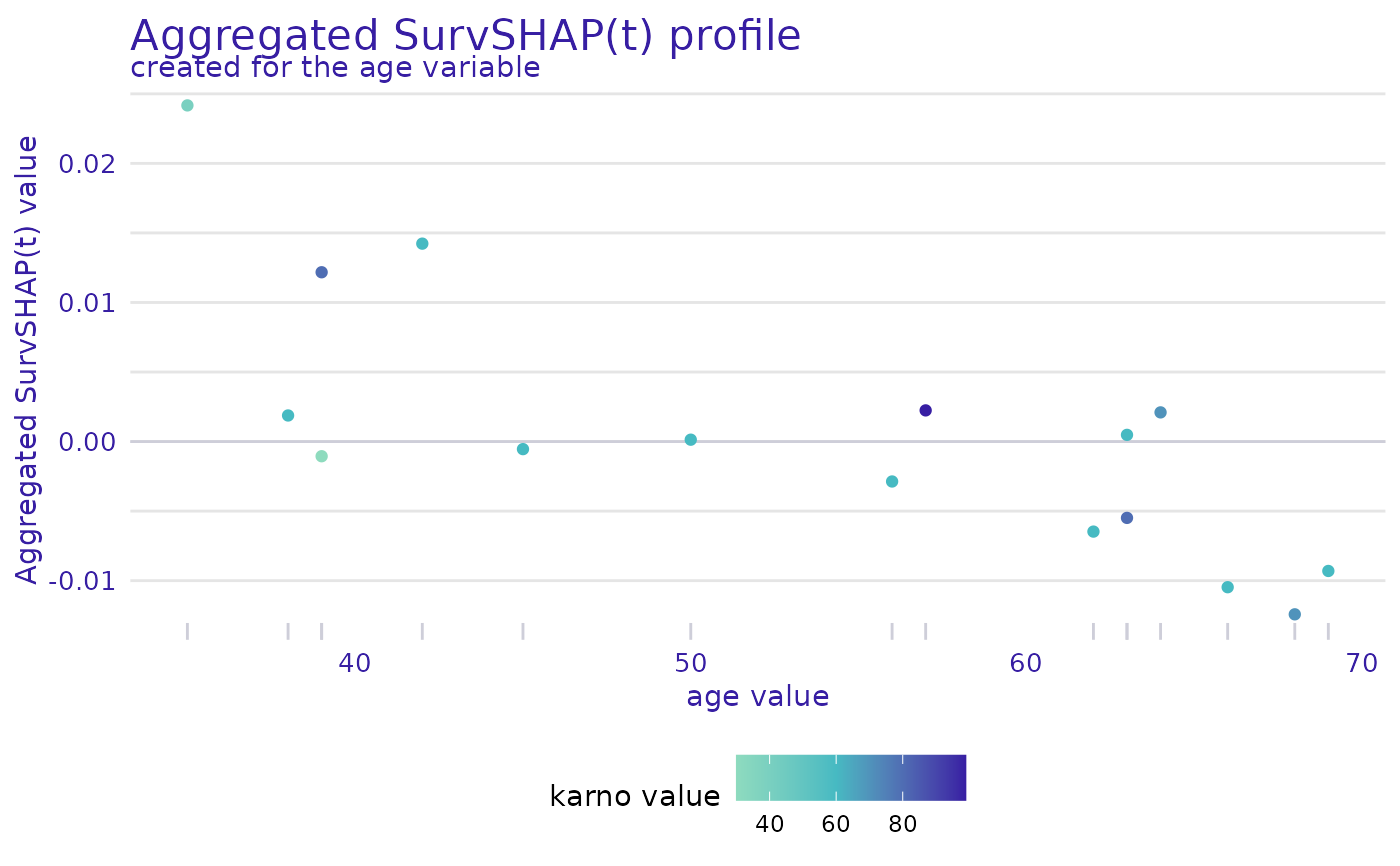 Aggregated SurvSHAP(t) profile
created for the age variable
Aggregated SurvSHAP(t) value
0.02
0.01
0.00
-0.01
40 50 60 70
age value
karno value
40 60 80